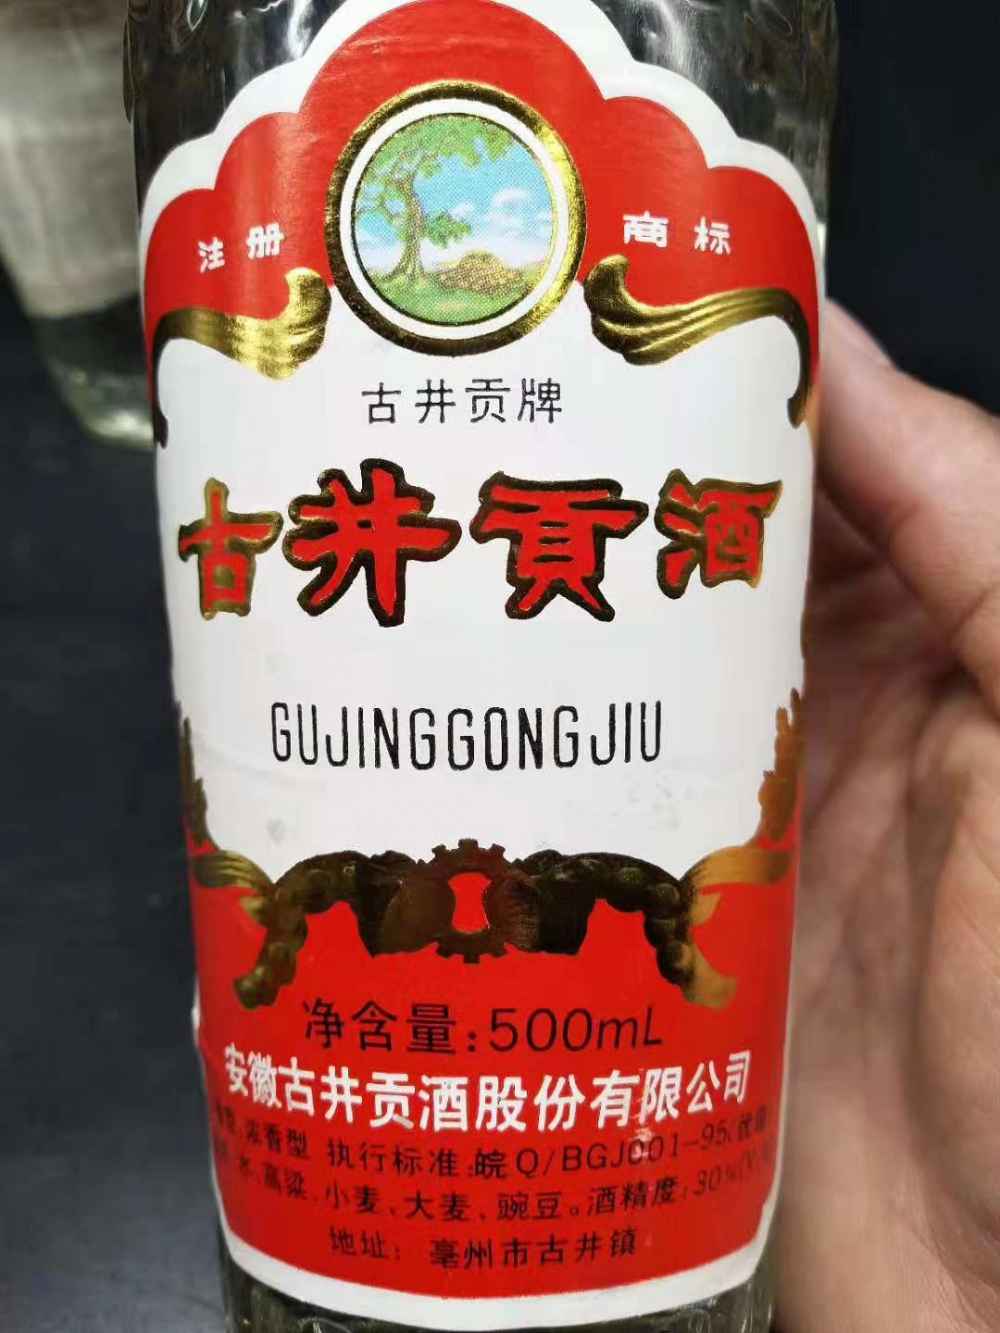 注册 商标
古井贡牌
古井贡酒
GUJINGGONGJIU
净含量:500mL
安徽古井贡酒股份有限公司
浓香型 执行标准:皖Q/BGJ001-95(优
水、高粱、小麦、大麦、豌豆。酒精度:30%(V
地址: 亳州市古井镇